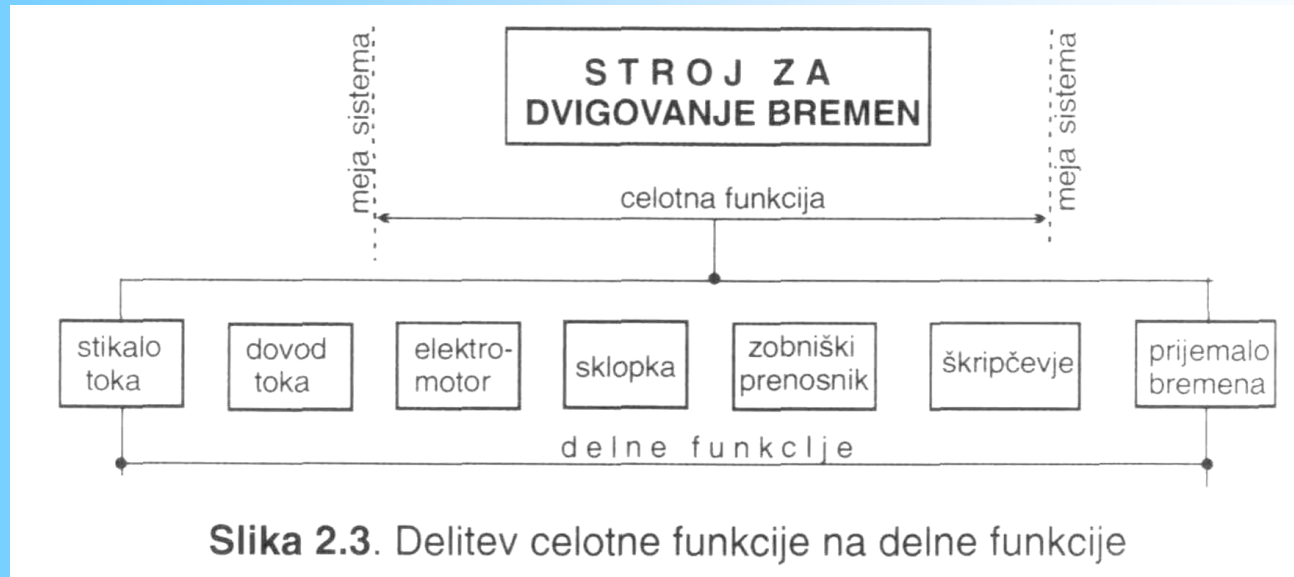 meja sistema
STROJ ZA
DVIGOVANJE BREMEN
meja sistema
celotna funkcija
stikalo
toka
dovod
toka
elektro-
motor
sklopka
zobniški
prenosnik
škripčevje
prijemalo
bremena
delne funkclje
Slika 2.3. Delitev celotne funkcije na delne funkcije